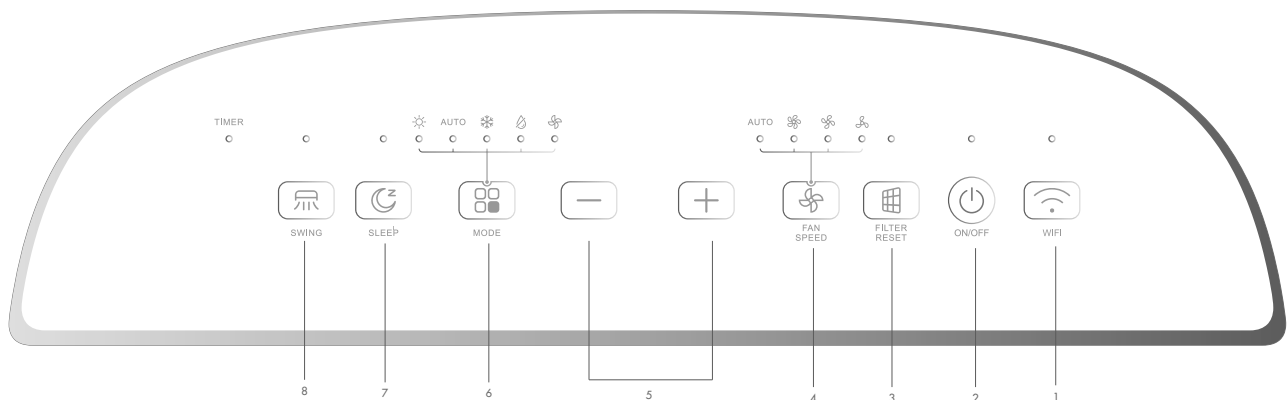 TIMER
AUTO
AUTO
SWING
SLEEP
MODE
FAN
SPEED
FILTER
RESET
ON/OFF
WIFI
8
7
6
5
4
3
2
1